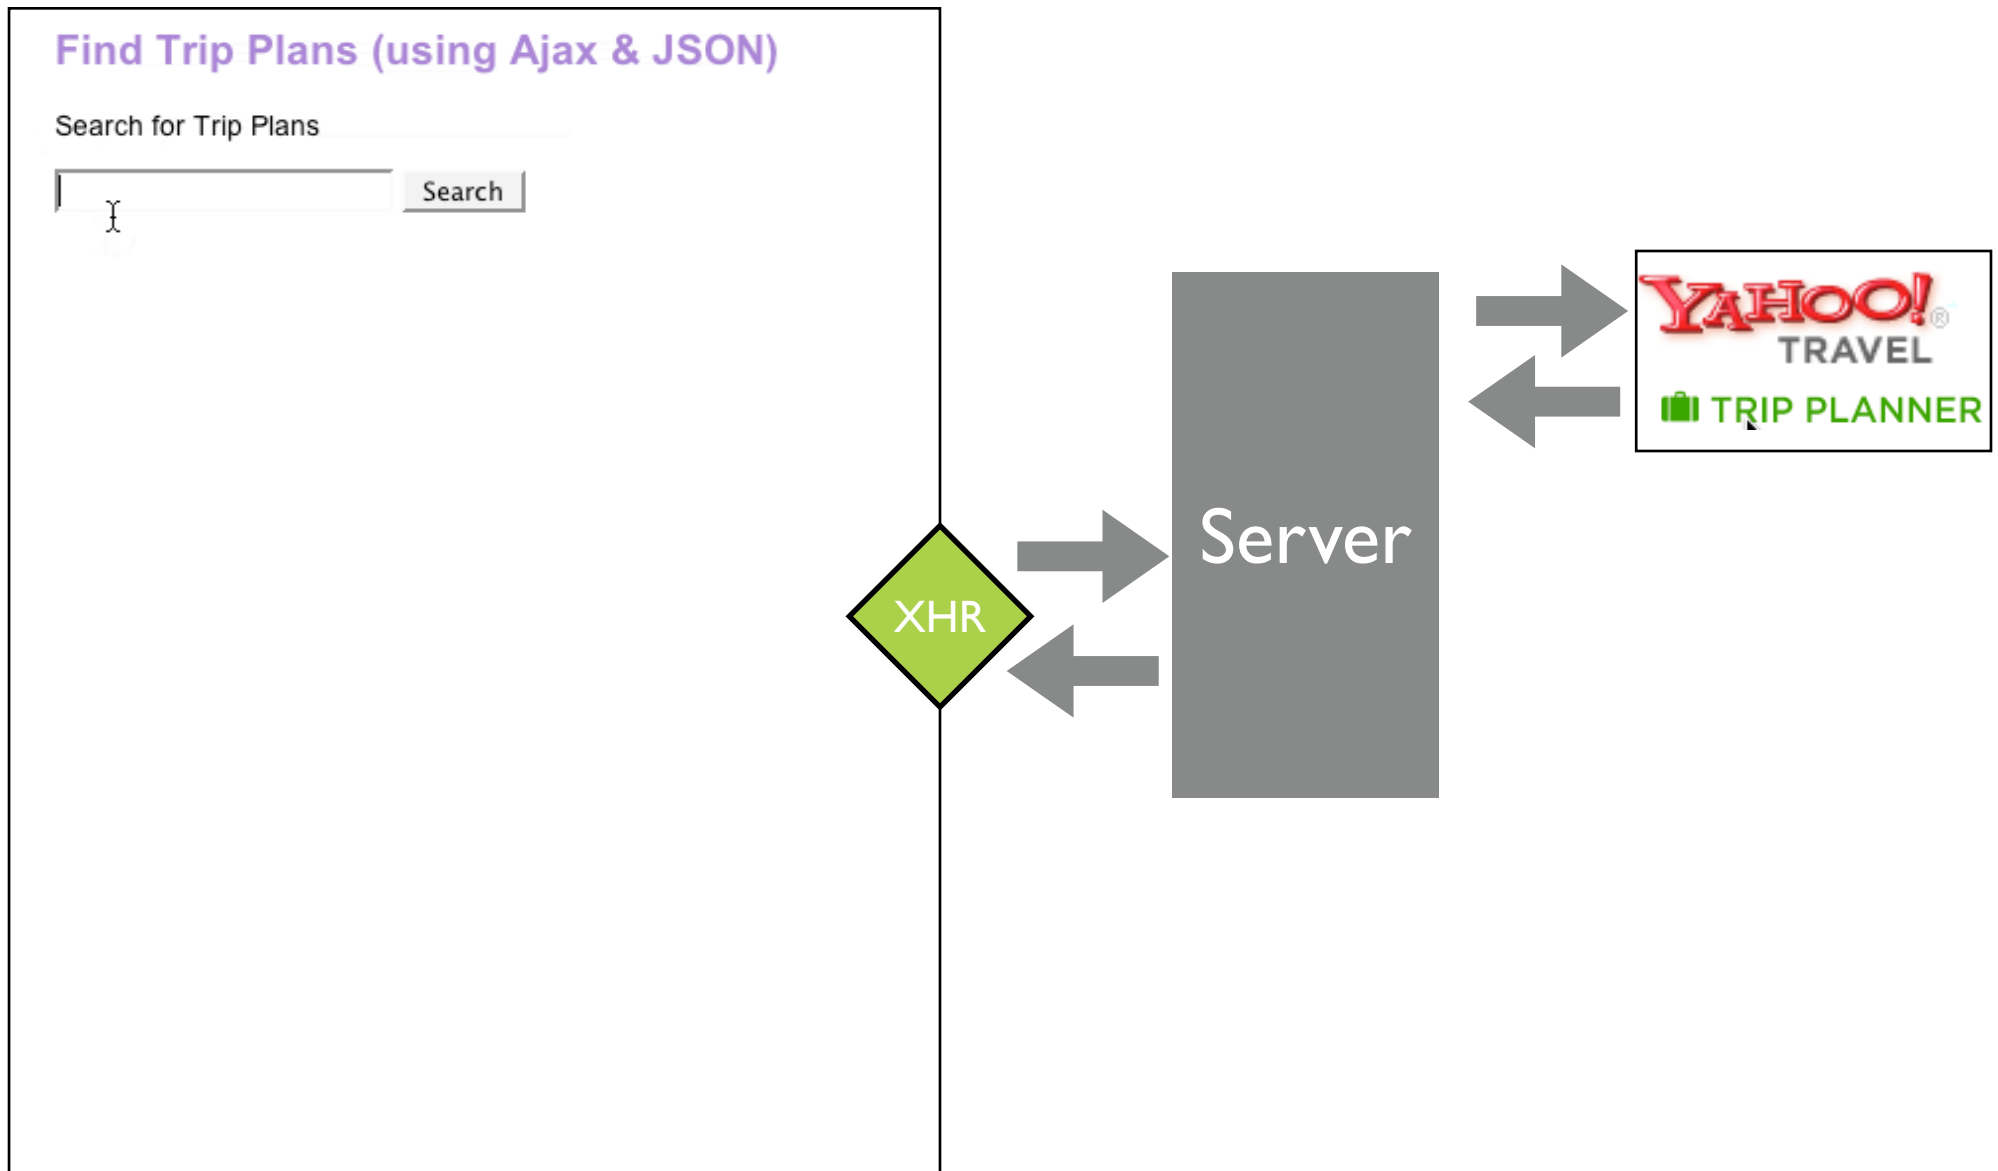 Find Trip Plans (using Ajax & JSON)
Search for Trip Plans
Search
XHR
Server
YAHOO!®
TRAVEL
TRIP PLANNER